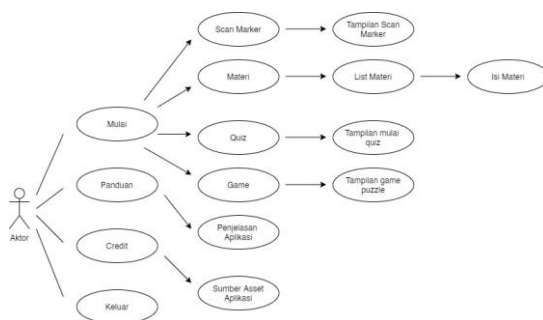 Scan Marker
Tampilan Scan
Marker
Materi
List Materi
Isi Materi
Mulai
Quiz
Tampilan mulai
quiz
Panduan
Game
Tampilan game
puzzle
Aktor
Penjelasan
Aplikasi
Credit
Sumber Asset
Aplikasi
Keluar